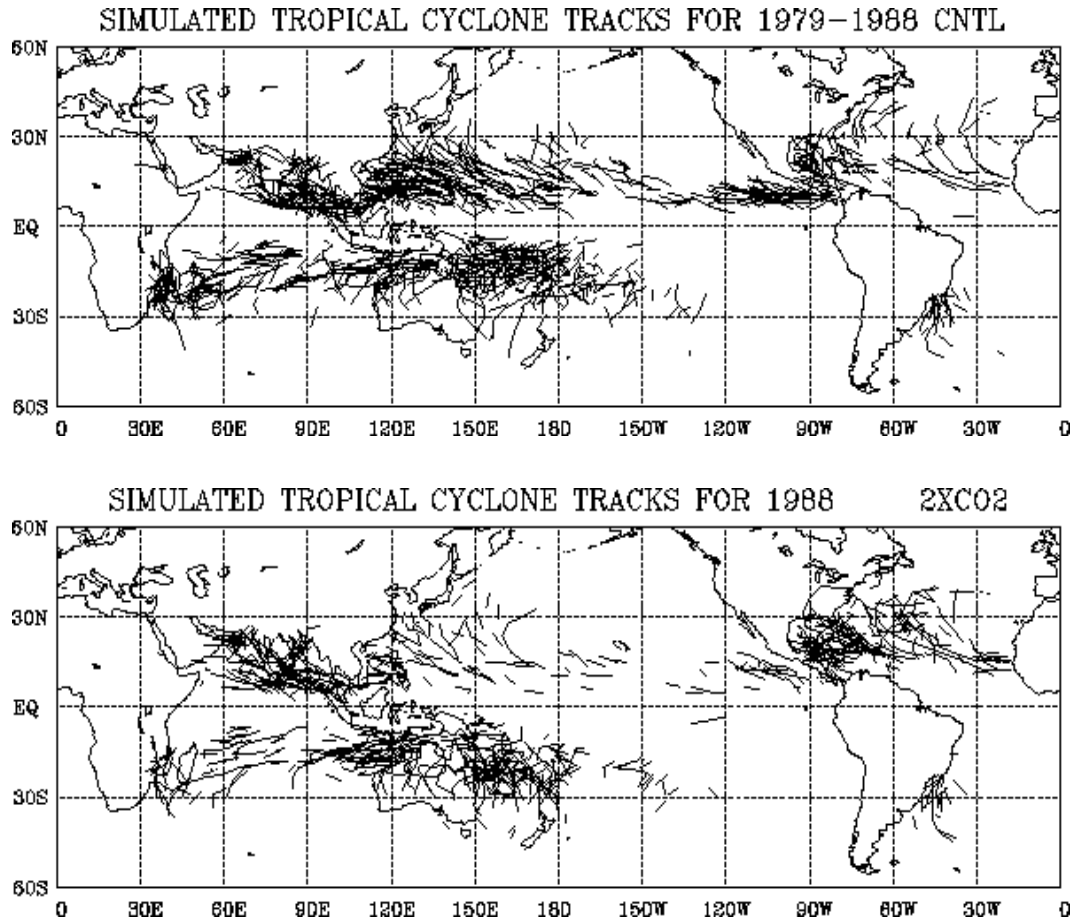 SIMULATED TROPICAL CYCLONE TRACKS FOR 1979-1988 CNTL
60N
30N
EQ
30S
60S
0 30E 60E 90E 120E 150E 180 150W 120W 90W 60W 30W 0
SIMULATED TROPICAL CYCLONE TRACKS FOR 1988 2XCO2
60N
30N
EQ
30S
60S
0 30E 60E 90E 120E 150E 180 150W 120W 90W 60W 30W 0